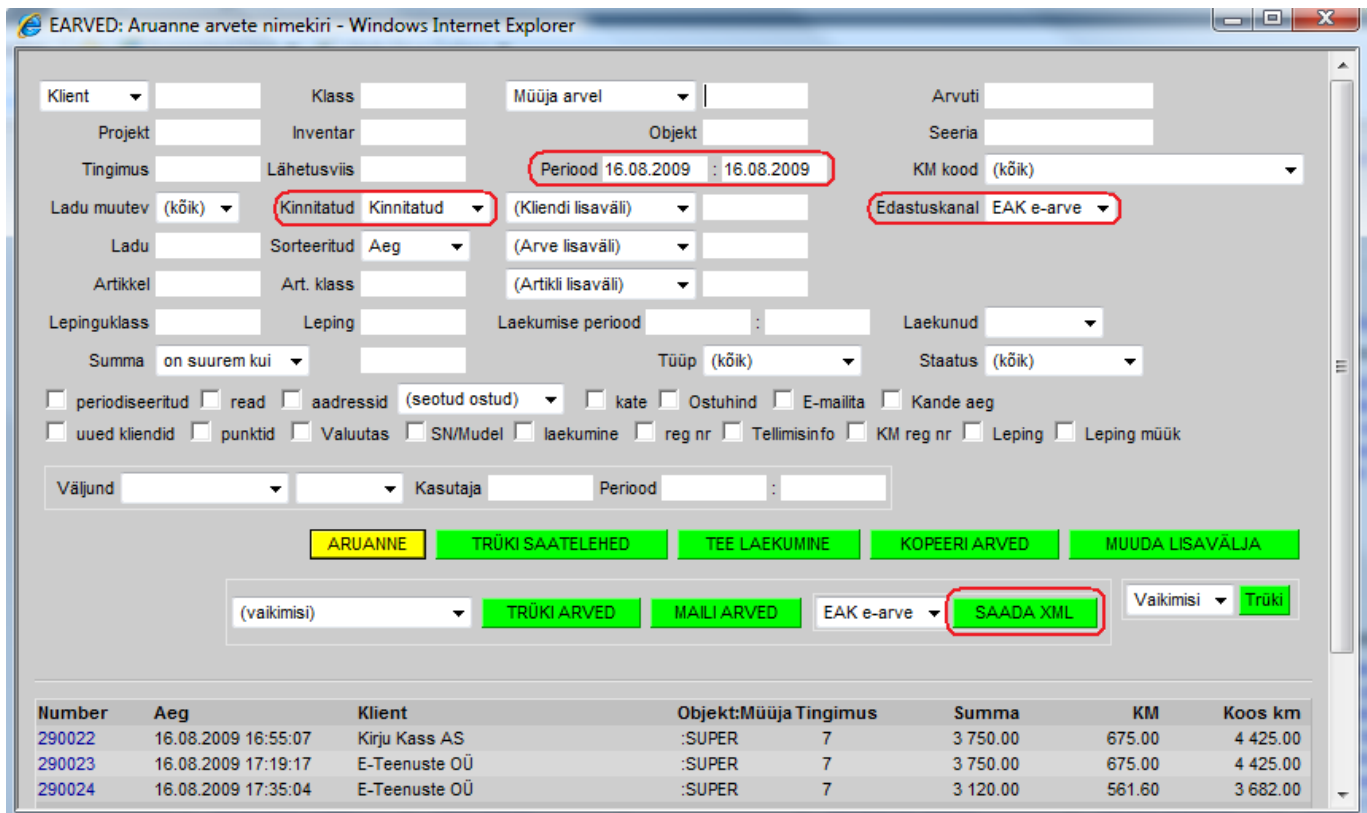 EARVED: Aruanne arvete nimekiri - Windows Internet Explorer
Klient Klass Müüja arvel Arvuti
Projekt Inventar Objekt Seeria
Tingimus Lähetusviis Periood 16.08.2009 : 16.08.2009 KM kood (kõik)
Ladu muutev (kõik) Kinnitatud Kinnitatud (Kliendi lisaväli) Edastuskanal EAK e-arve
Ladu Sorteeritud Aeg (Arve lisaväli)
Artikkel Art. klass (Artikli lisaväli)
Lepinguklass Leping Laekumise periood : Laekunud
Summa on suurem kui Tüüp (kõik) Staatus (kõik)
periodiseeritud read aadressid (seotud ostud) kate Ostuhind E-mailita Kande aeg
uued kliendid punktid Valuutas SN/Mudel laekumine reg nr Tellimisinfo KM reg nr Leping Leping müük
Väljund Kasutaja Periood :
ARUANNE TRÜKI SAATELEHED TEE LAEKUMINE KOPEERI ARVED MUUDA LISAVÄLJA
(vaikimisi) TRÜKI ARVED MAILI ARVED EAK e-arve SAADA XML Vaikimisi Trüki
Number Aeg Klient Objekt:Müüja Tingimus Summa KM Koos km
290022 16.08.2009 16:55:07 Kirju Kass AS :SUPER 7 3 750.00 675.00 4 425.00
290023 16.08.2009 17:19:17 E-Teenuste OÜ :SUPER 7 3 750.00 675.00 4 425.00
290024 16.08.2009 17:35:04 E-Teenuste OÜ :SUPER 7 3 120.00 561.60 3 682.00